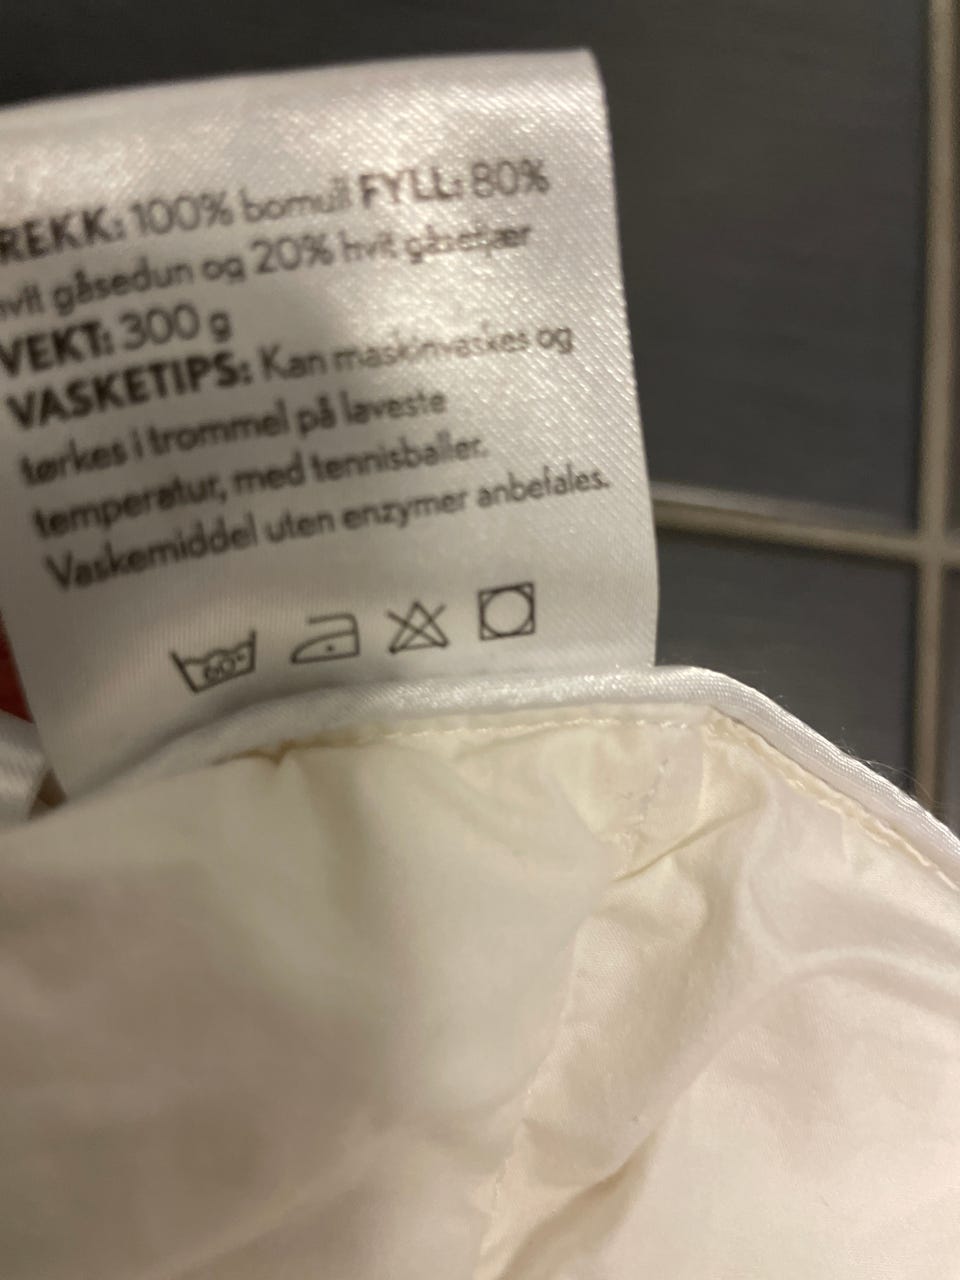 REKK: 100% bomull FYLL: 80%
hvit gåsedun og 20% hvit gåsefjær
VEKT: 300 g
VASKETIPS: Kan maskinvaskes og
tørkes i trommel på laveste
temperatur, med tennisballer.
Vaskemiddel uten enzymer anbefales.
60°